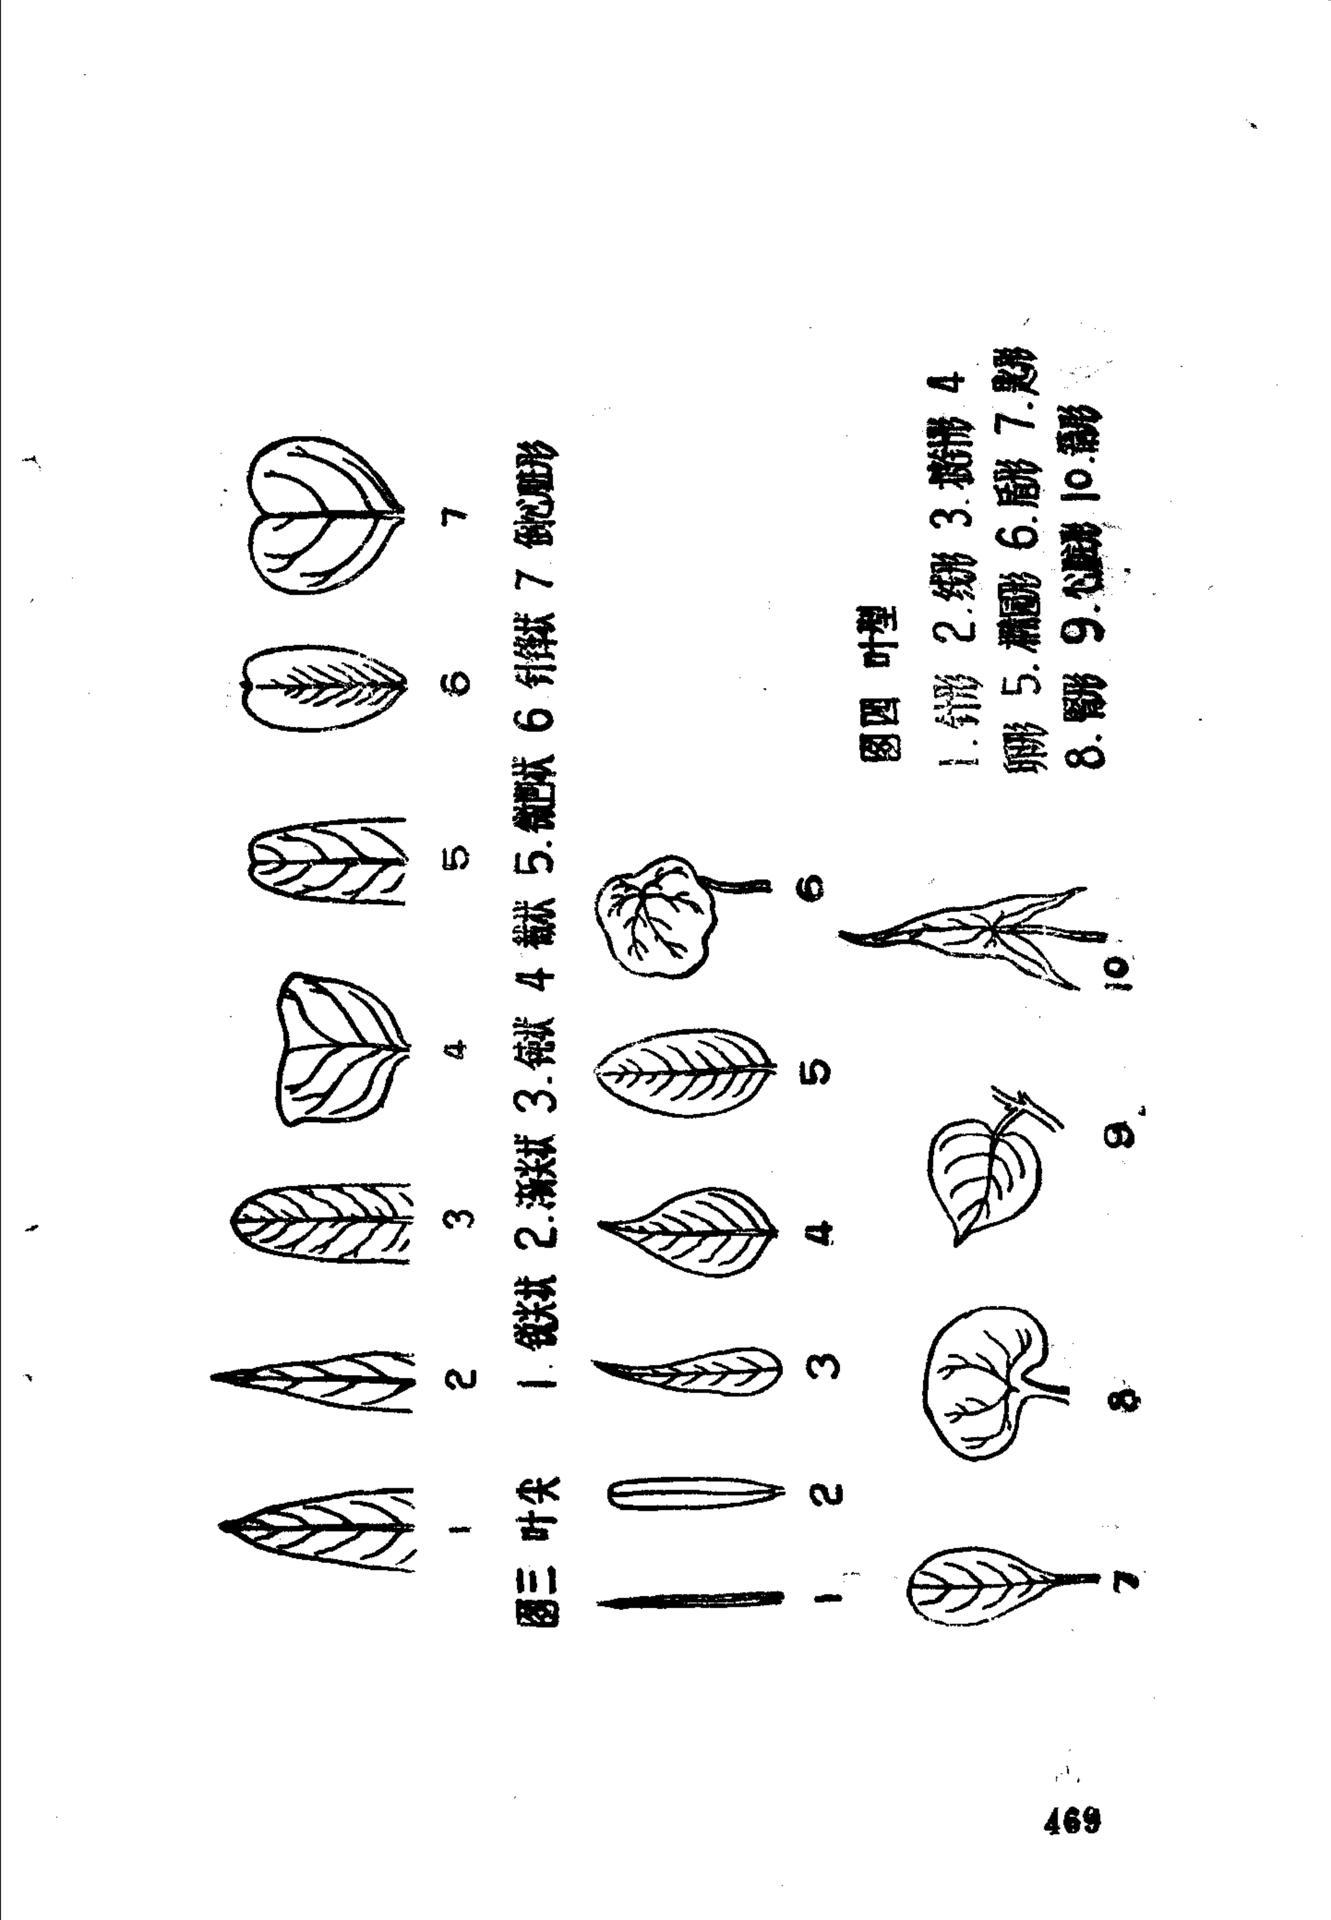 1 2 3 4 5 6 7
图三 叶尖 1. 锐尖状 2.渐尖状 3.钝状 4 截状 5.微凹状 6 针锋状 7 倒心脏形
1 2 3 4 5 6
7 8 9 10
图四 叶型
1.针形 2.线形 3.披针形 4
卵形 5.椭园形 6.盾形 7.匙形
8.肾形 9.心脏形 10.
469